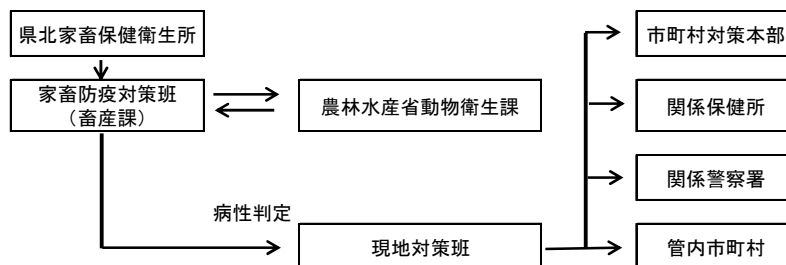 県北家畜保健衛生所
市町村対策本部
家畜防疫対策班
（畜産課）
農林水産省動物衛生課
関係保健所
関係警察署
病性判定
現地対策班
管内市町村